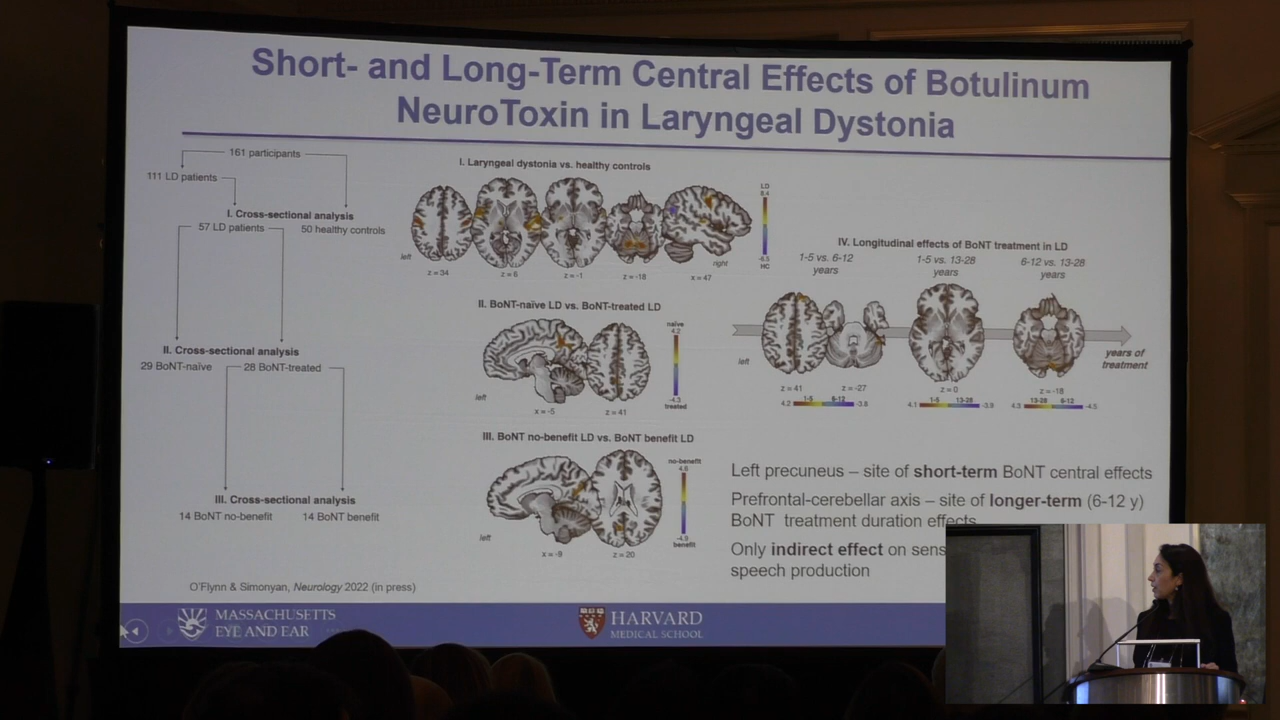 Short- and Long-Term Central Effects of Botulinum
NeuroToxin in Laryngeal Dystonia
161 participants
111 LD patients
I. Cross-sectional analysis
57 LD patients
50 healthy controls
II. Cross-sectional analysis
29 BoNT-naïve
28 BoNT-treated
III. Cross-sectional analysis
14 BoNT no-benefit
14 BoNT benefit
O'Flynn & Simonyan, Neurology 2022 (in press)
I. Laryngeal dystonia vs. healthy controls
LD
8.4
-6.5
HC
left
right
z = 34
z = 6
z = -1
z = -18
x = 47
II. BoNT-naïve LD vs. BoNT-treated LD
naïve
4.2
-4.3
treated
left
x = -5
z = 41
III. BoNT no-benefit LD vs. BoNT benefit LD
no-benefit
4.6
-4.9
benefit
left
x = -9
z = 20
IV. Longitudinal effects of BoNT treatment in LD
1-5 vs. 6-12
years
1-5 vs. 13-28
years
6-12 vs. 13-28
years
left
years of
treatment
z = 41
z = -27
z = 0
z = -18
1-5 6-12
4.2 -3.8
1-5 13-28
4.1 -3.9
13-28 6-12
4.3 -4.5
Left precuneus – site of short-term BoNT central effects
Prefrontal-cerebellar axis – site of longer-term (6-12 y)
BoNT treatment duration effects
Only indirect effect on sens
speech production
MASSACHUSETTS
EYE AND EAR
HARVARD
MEDICAL SCHOOL